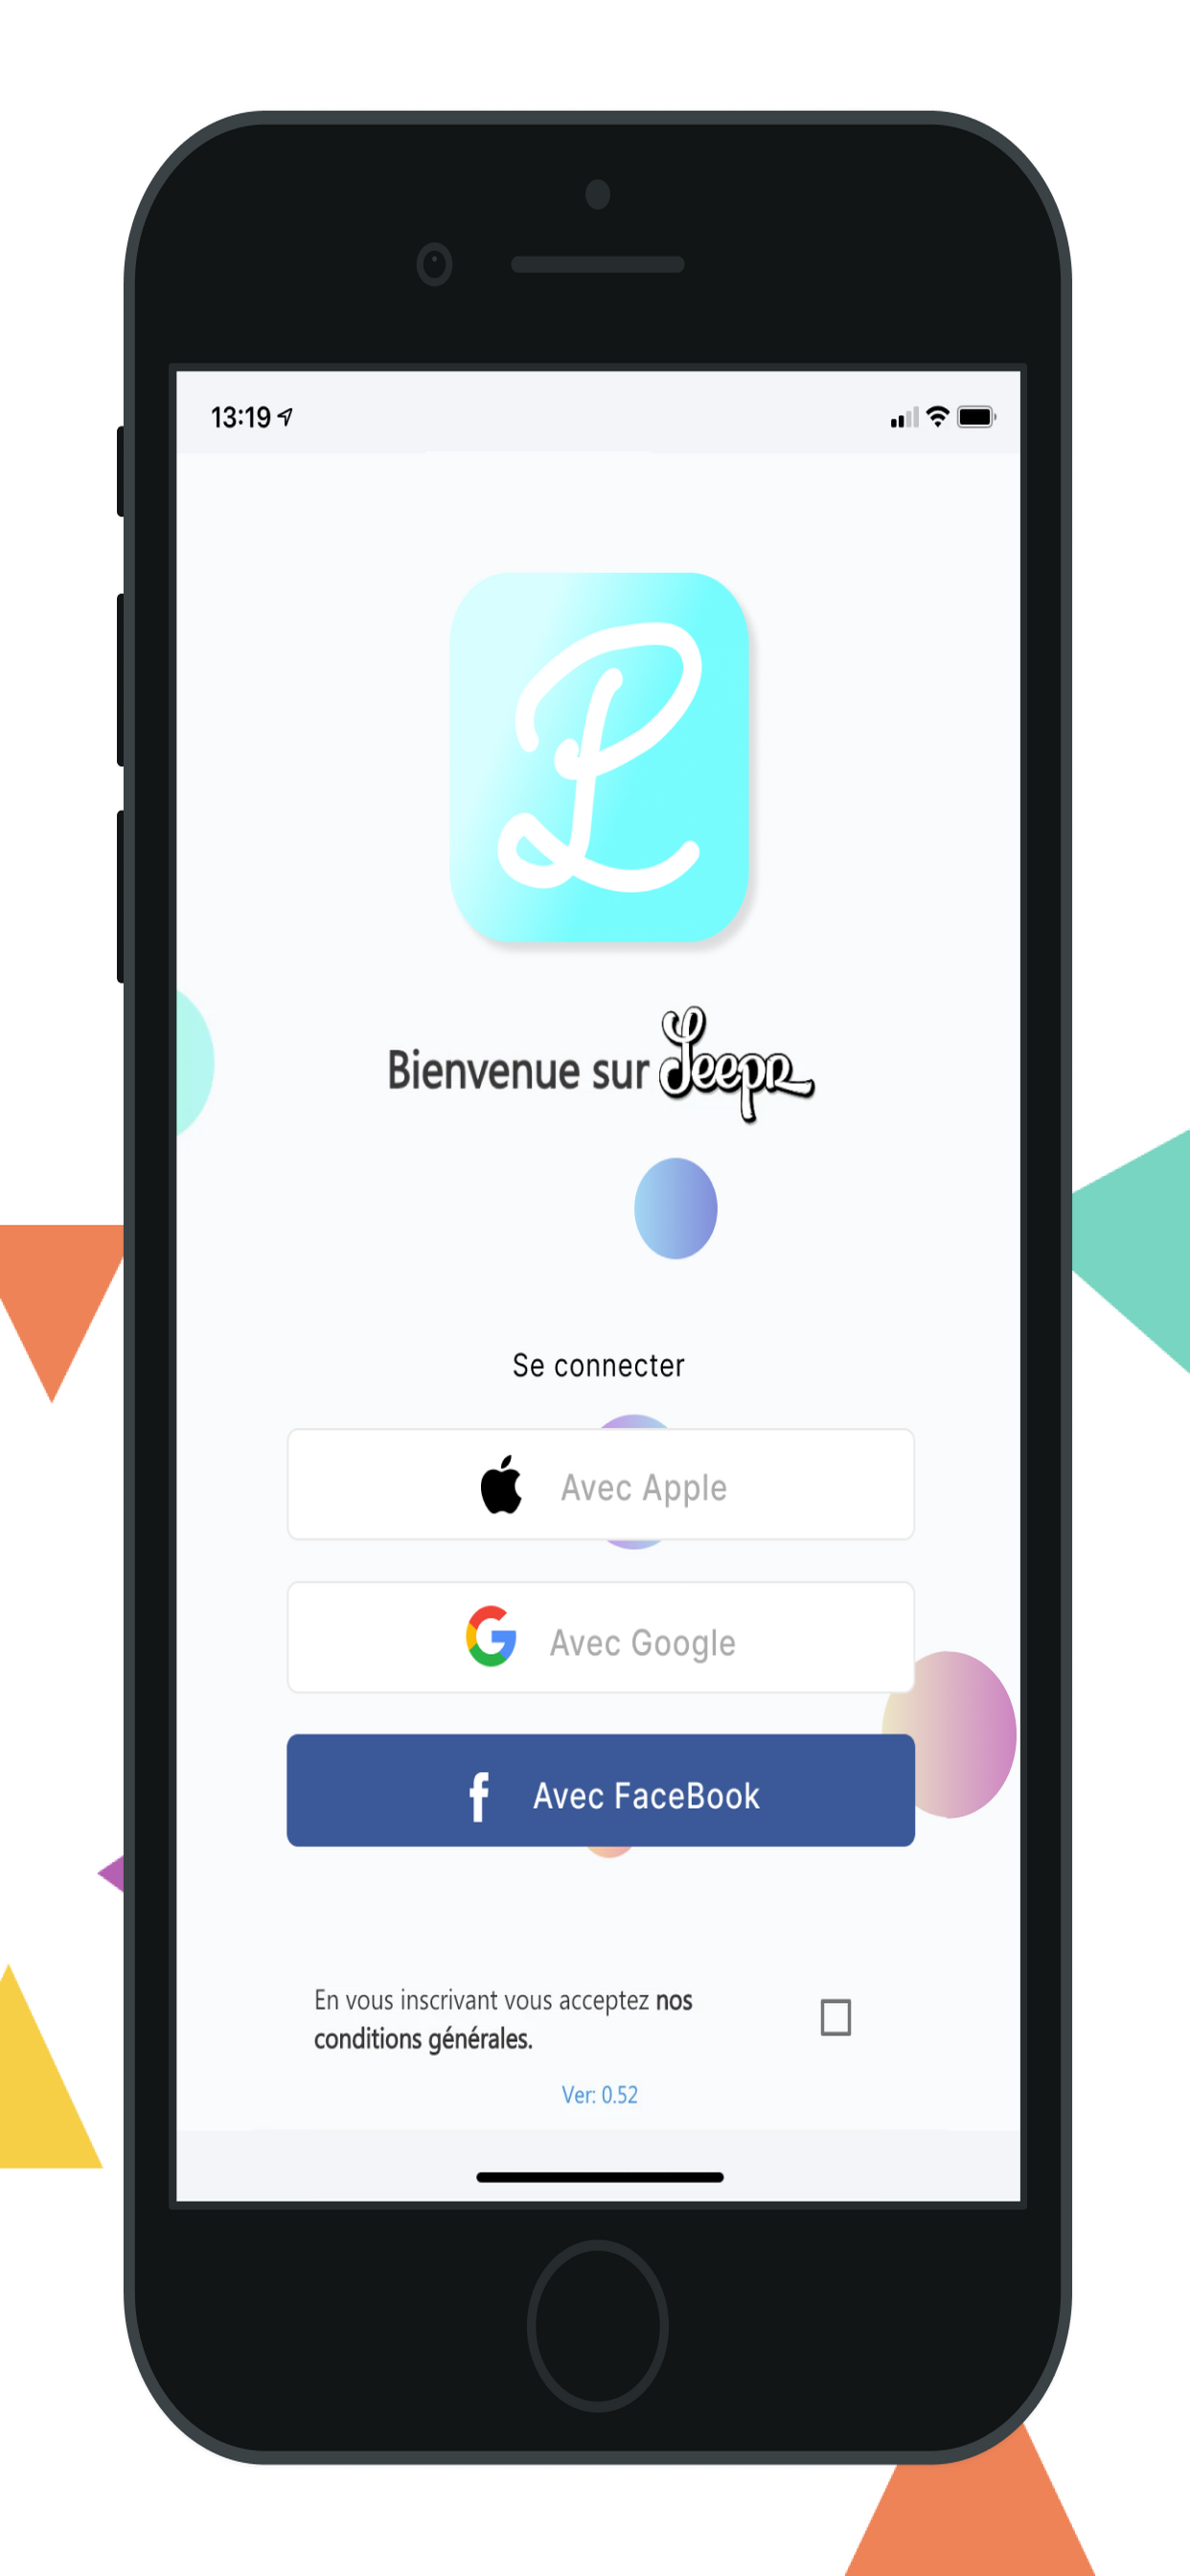 13:19
Bienvenue sur Leepr
Se connecter
Avec Apple
Avec Google
f Avec FaceBook
En vous inscrivant vous acceptez nos
conditions générales.
Ver: 0.52